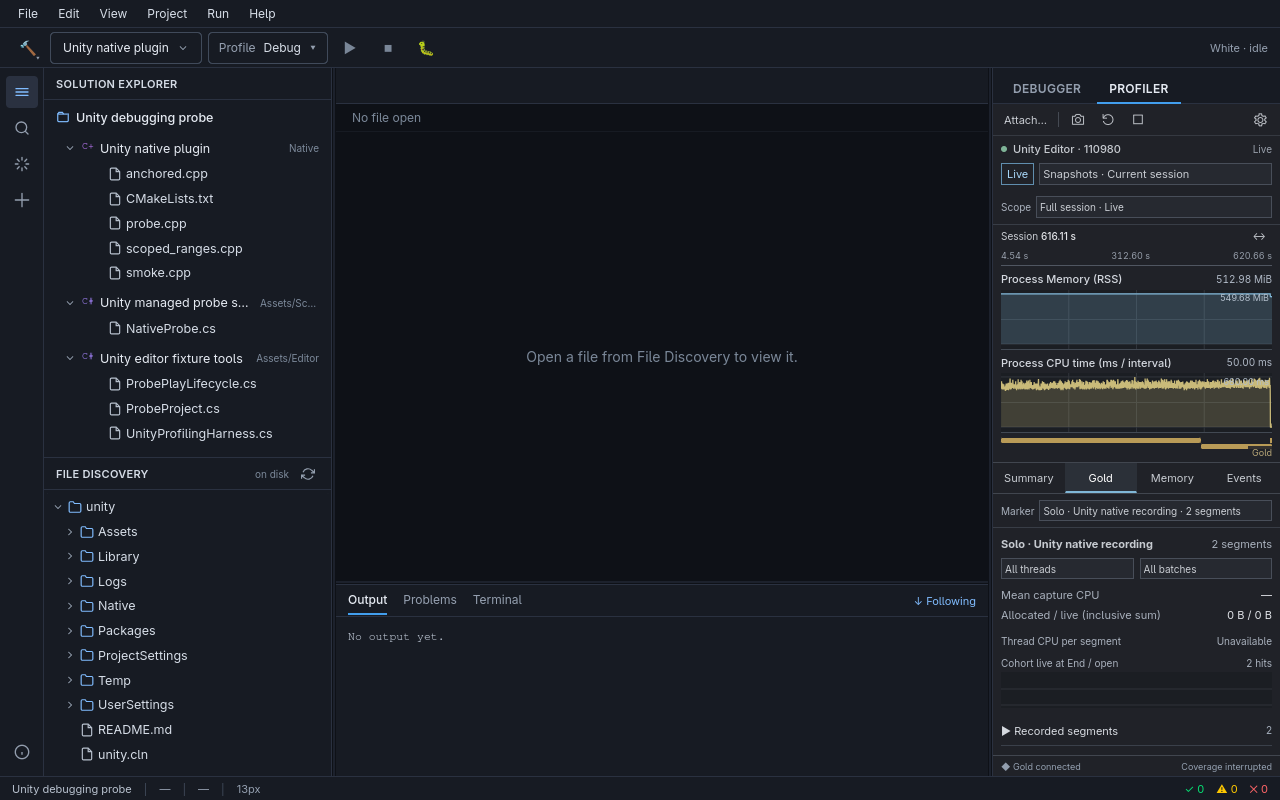 File Edit View Project Run Help
Unity native plugin Profile Debug White · idle
SOLUTION EXPLORER
Unity debugging probe
Unity native plugin Native
anchored.cpp
CMakeLists.txt
probe.cpp
scoped_ranges.cpp
smoke.cpp
Unity managed probe s... Assets/Sc...
NativeProbe.cs
Unity editor fixture tools Assets/Editor
ProbePlayLifecycle.cs
ProbeProject.cs
UnityProfilingHarness.cs
FILE DISCOVERY on disk
unity
Assets
Library
Logs
Native
Packages
ProjectSettings
Temp
UserSettings
README.md
unity.cln
No file open
Open a file from File Discovery to view it.
Output Problems Terminal ↓ Following
No output yet.
DEBUGGER PROFILER
Attach...
Unity Editor · 110980 Live
Live Snapshots · Current session
Scope Full session · Live
Session 616.11 s
4.54 s 312.60 s 620.66 s
Process Memory (RSS) 512.98 MiB
549.68 MiB
Process CPU time (ms / interval) 50.00 ms
Gold
Summary Gold Memory Events
Marker Solo · Unity native recording · 2 segments
Solo · Unity native recording 2 segments
All threads All batches
Mean capture CPU —
Allocated / live (inclusive sum) 0 B / 0 B
Thread CPU per segment Unavailable
Cohort live at End / open 2 hits
Recorded segments 2
Gold connected Coverage interrupted
Unity debugging probe — — 13px 0 0 0